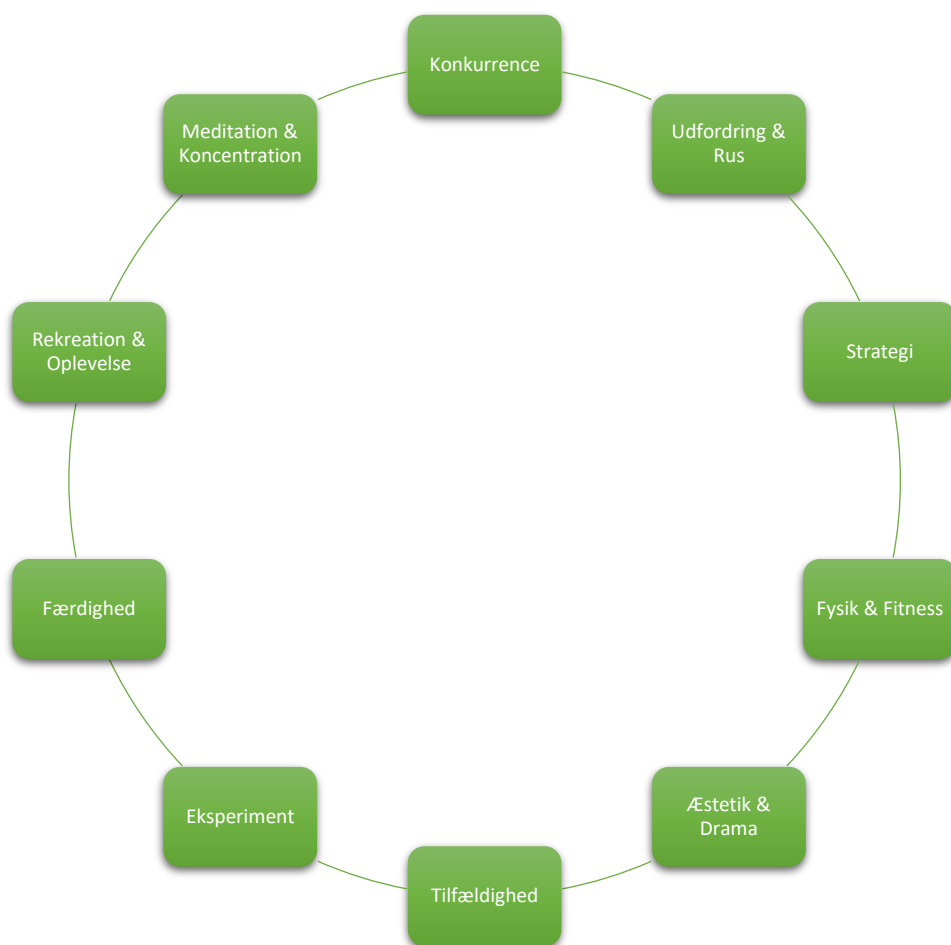 Konkurrence
Udfordring &
Rus
Strategi
Fysik & Fitness
Æstetik &
Drama
Tilfældighed
Eksperiment
Færdighed
Rekreation &
Oplevelse
Meditation &
Koncentration